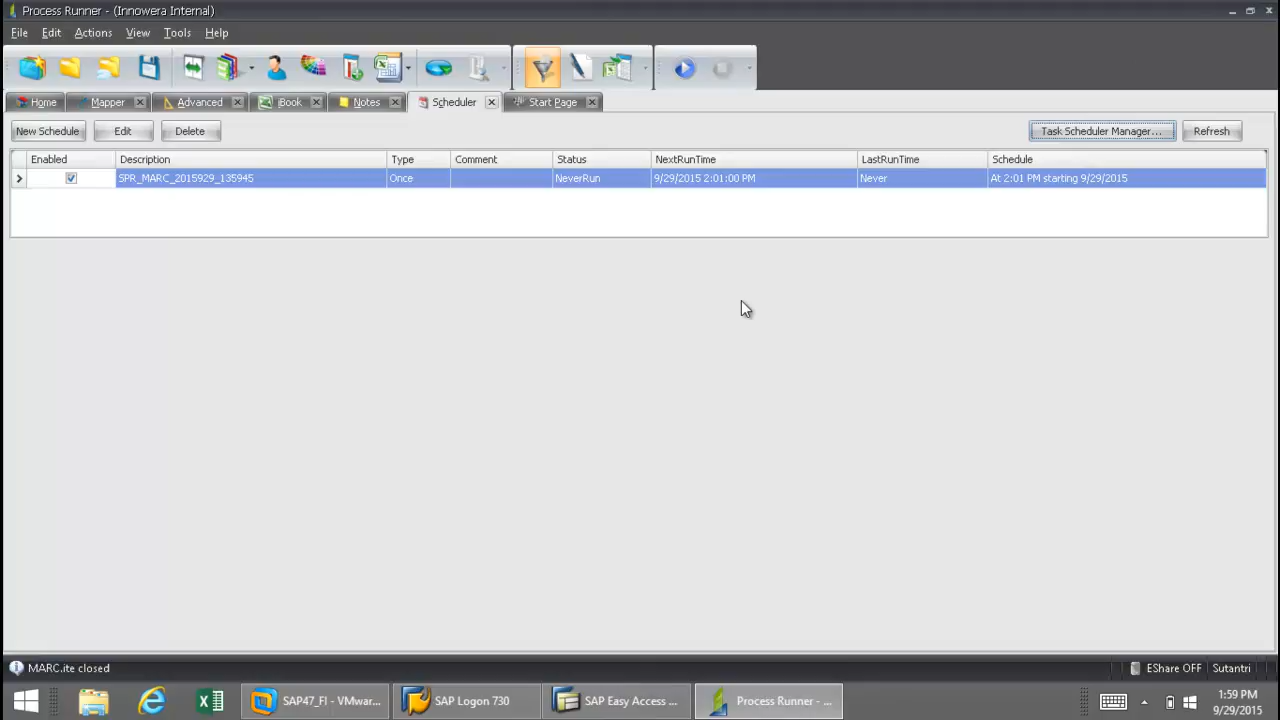 Process Runner - (Innowera Internal)
File Edit Actions View Tools Help
Home Mapper Advanced iBook Notes Scheduler Start Page
New Schedule Edit Delete Task Scheduler Manager... Refresh
Enabled Description Type Comment Status NextRunTime LastRunTime Schedule
SPR_MARC_2015929_135945 Once NeverRun 9/29/2015 2:01:00 PM Never At 2:01 PM starting 9/29/2015
MARC.ite closed EShare OFF Sutantri
SAP47_FI - VMwar... SAP Logon 730 SAP Easy Access ... Process Runner - ... 1:59 PM
9/29/2015